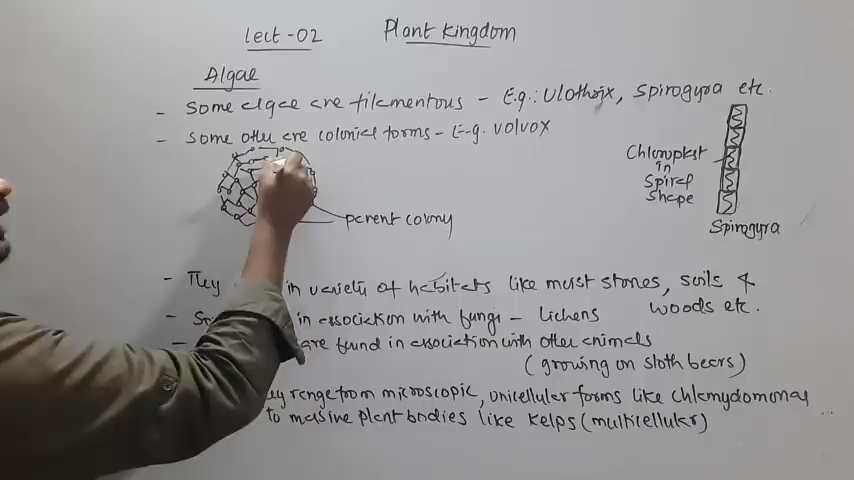 Lect -02 Plant Kingdom
Algae
- Some algae are filamentous - E.g.: Ulothrix, Spirogyra etc.
- Some other are colonial forms - E.g. Volvox
Chloroplast
in
Spiral
Shape
Spirogyra
parent colony
- They in variety of habitats like moist stones, soils &
woods etc.
- in association with fungi - Lichens
- are found in association with other animals
(growing on sloth bears)
range from microscopic, unicellular forms like Chlamydomonas
to massive plant bodies like Kelps (multicellular)